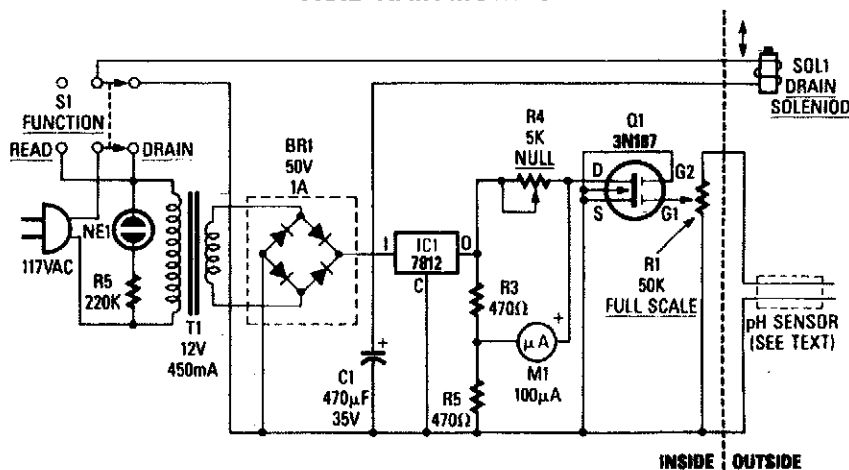 S1
FUNCTION
READ
DRAIN
NE1
117VAC
R5
220K
T1
12V
450mA
BR1
50V
1A
C1
470µF
35V
+
I
IC1
7812
O
C
R4
5K
NULL
R3
470Ω
R5
470Ω
µA
+
M1
100µA
Q1
3N187
D
S
G2
G1
R1
50K
FULL SCALE
SOL1
DRAIN
SOLENIOD
pH SENSOR
(SEE TEXT)
INSIDE
OUTSIDE